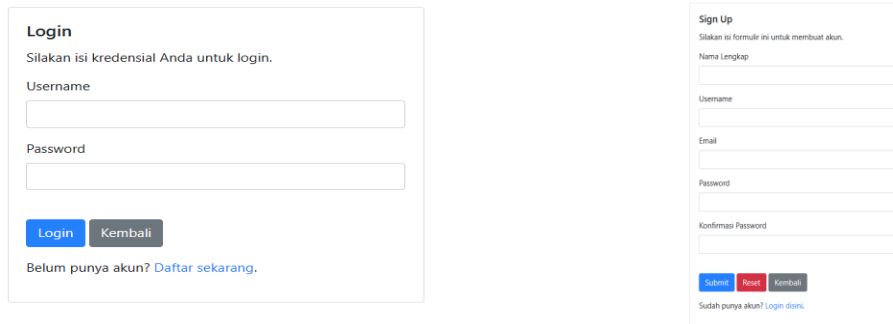 Login
Silakan isi kredensial Anda untuk login.
Username
Password
Login Kembali
Belum punya akun? Daftar sekarang.
Sign Up
Silakan isi formulir ini untuk membuat akun.
Nama Lengkap
Username
Email
Password
Konfirmasi Password
Submit Reset Kembali
Sudah punya akun? Login disini.